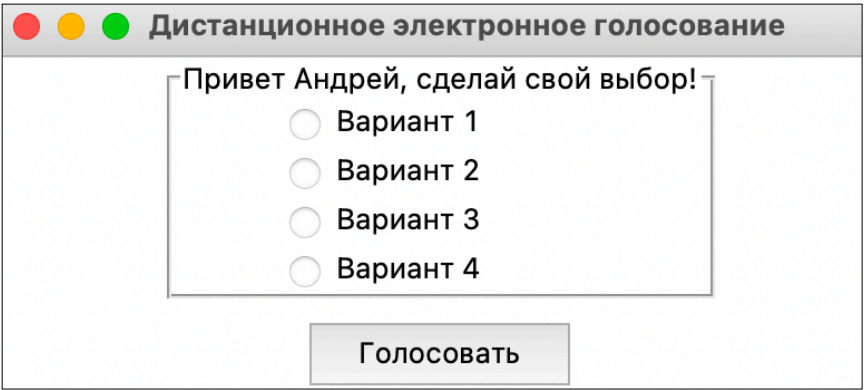 Дистанционное электронное голосование
Привет Андрей, сделай свой выбор!
Вариант 1
Вариант 2
Вариант 3
Вариант 4
Голосовать